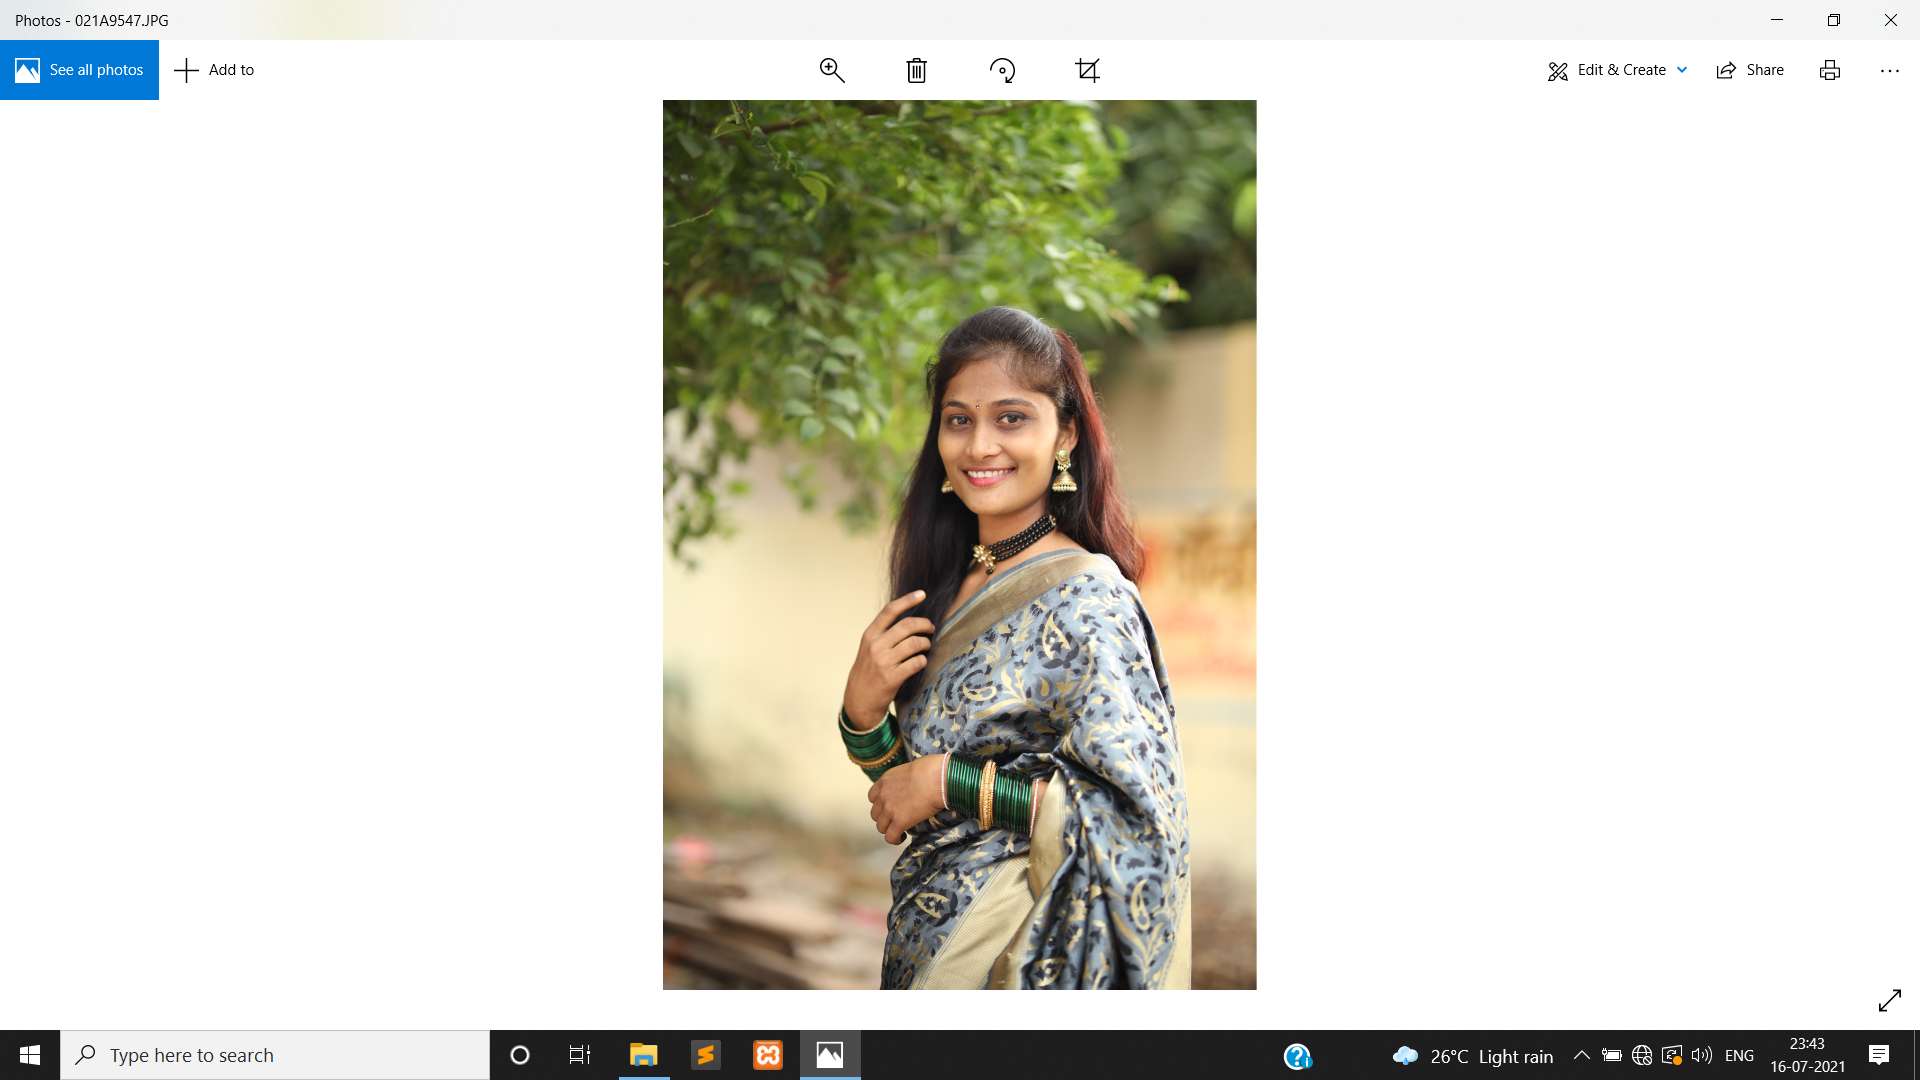 Photos - 021A9547.JPG
See all photos
Add to
Edit & Create
Share
Type here to search
26°C Light rain
ENG
23:43
16-07-2021